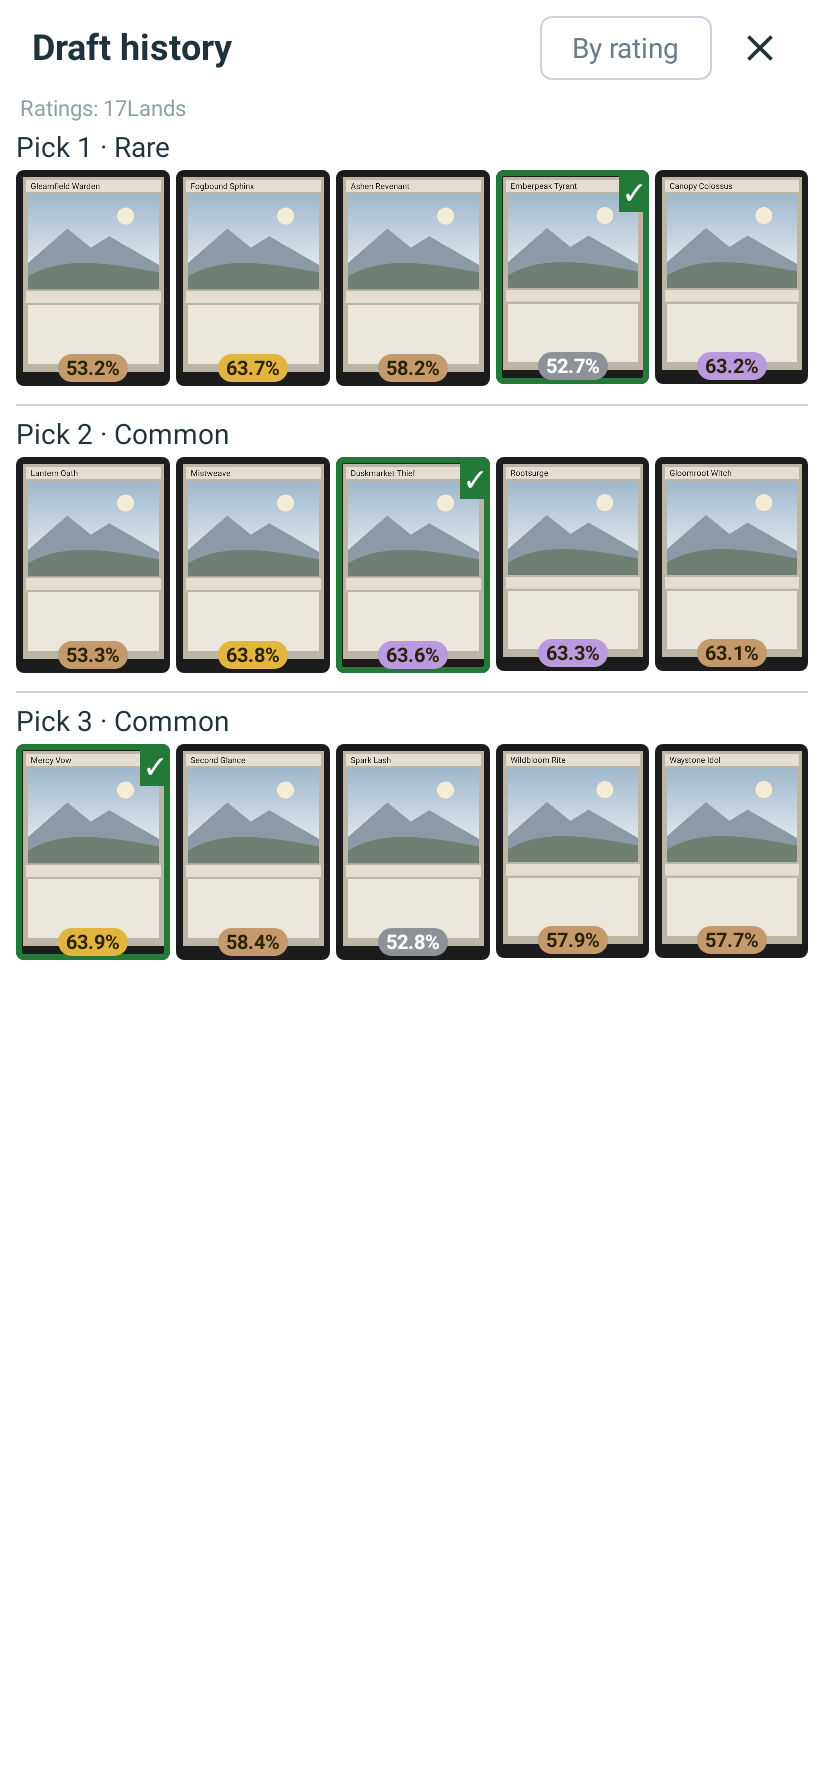 Draft history
By rating
Ratings: 17Lands
Pick 1 · Rare
Gleamfield Warden Fogbound Sphinx Ashen Revenant Emberpeak Tyrant ✓ Canopy Colossus
53.2% 63.7% 58.2% 52.7% 63.2%
Pick 2 · Common
Lantern Oath Mistweave Duskmarket Thief ✓ Rootsurge Gloomroot Witch
53.3% 63.8% 63.6% 63.3% 63.1%
Pick 3 · Common
Mercy Vow ✓ Second Glance Spark Lash Wildbloom Rite Waystone Idol
63.9% 58.4% 52.8% 57.9% 57.7%